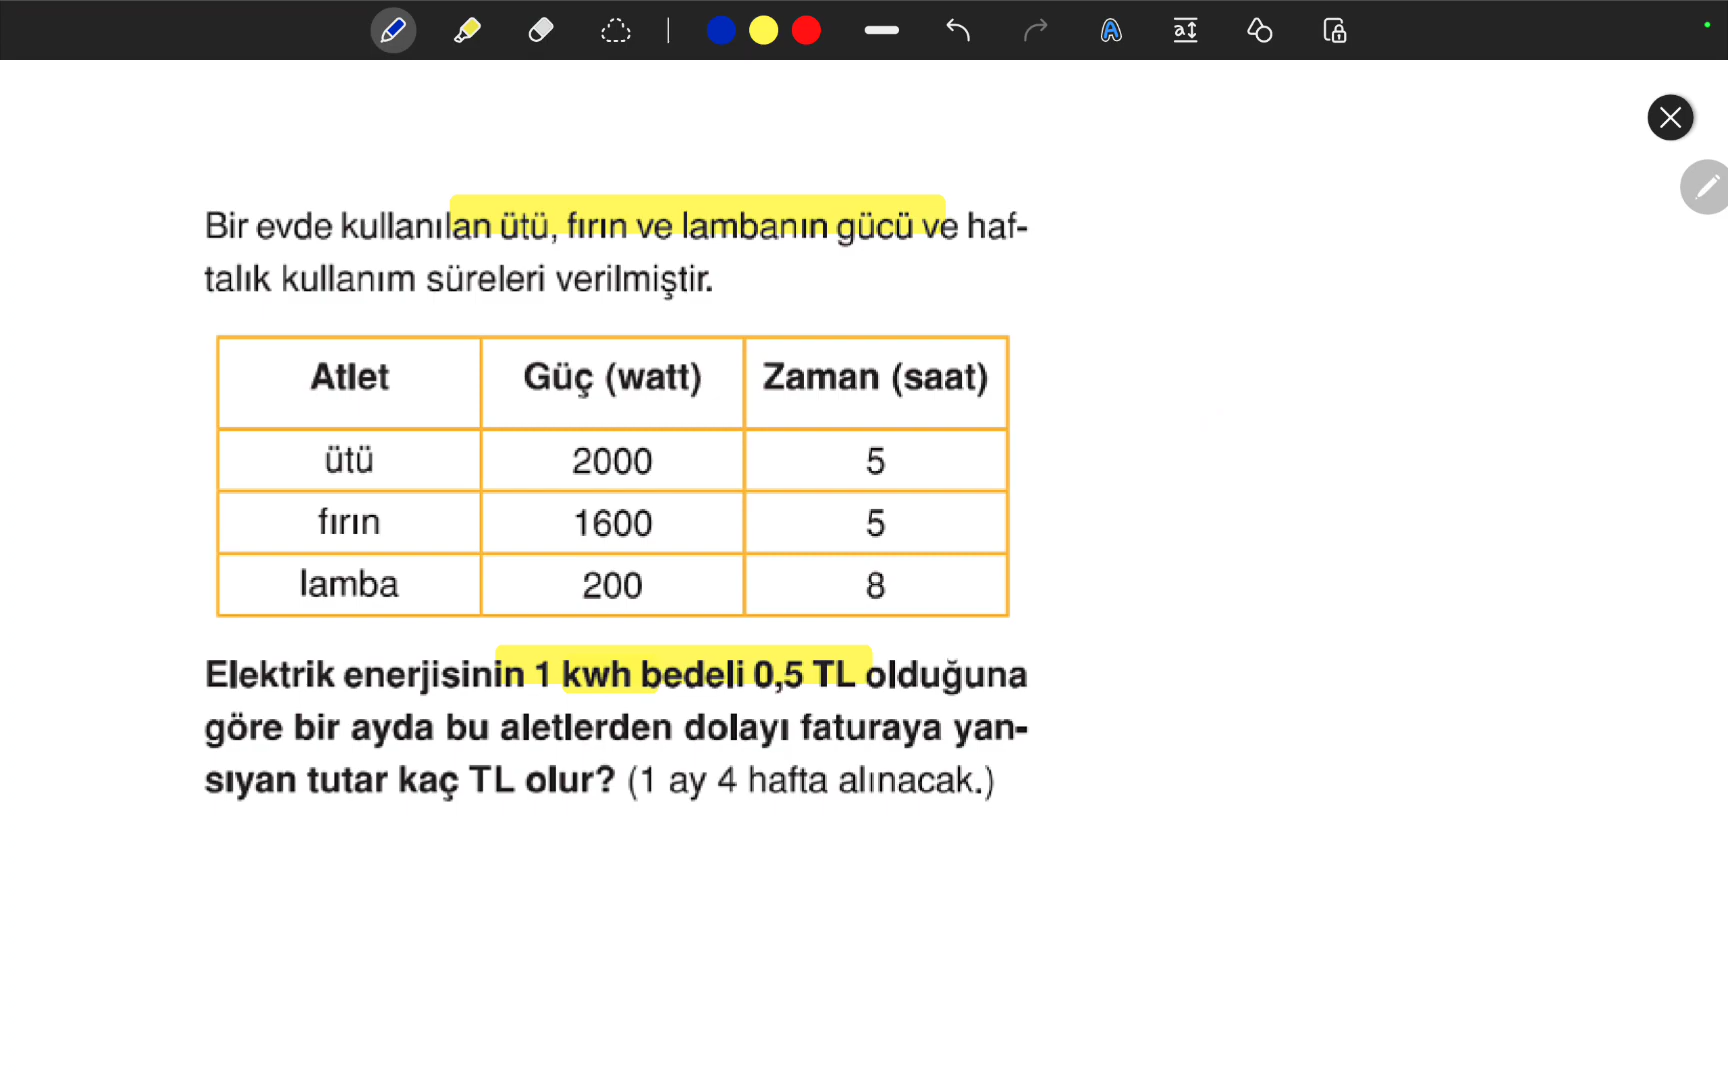 Bir evde kullanılan ütü, fırın ve lambanın gücü ve haf-
talık kullanım süreleri verilmiştir.
Atlet Güç (watt) Zaman (saat)
ütü 2000 5
fırın 1600 5
lamba 200 8
Elektrik enerjisinin 1 kwh bedeli 0,5 TL olduğuna
göre bir ayda bu aletlerden dolayı faturaya yan-
sıyan tutar kaç TL olur? (1 ay 4 hafta alınacak.)